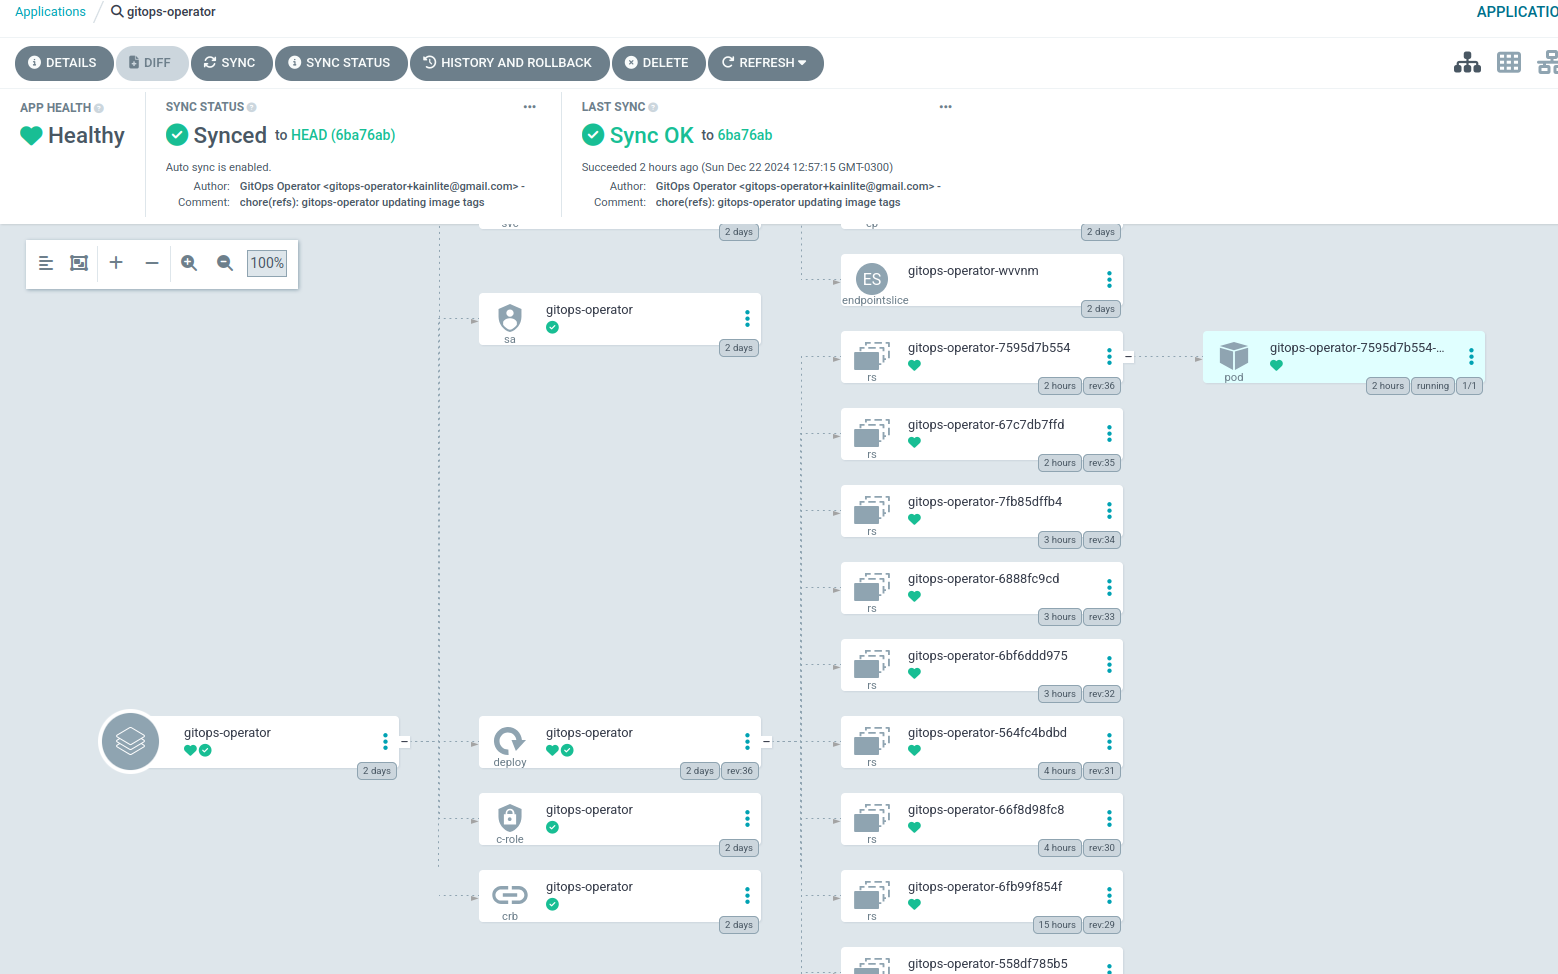 Applications
gitops-operator
APPLICATIO
DETAILS
DIFF
SYNC
SYNC STATUS
HISTORY AND ROLLBACK
DELETE
REFRESH
APP HEALTH
Healthy
SYNC STATUS
Synced to HEAD (6ba76ab)
Auto sync is enabled.
Author: GitOps Operator <gitops-operator+kainlite@gmail.com> -
Comment: chore(refs): gitops-operator updating image tags
LAST SYNC
Sync OK to 6ba76ab
Succeeded 2 hours ago (Sun Dec 22 2024 12:57:15 GMT-0300)
Author: GitOps Operator <gitops-operator+kainlite@gmail.com> -
Comment: chore(refs): gitops-operator updating image tags
100%
svc
2 days
ep
2 days
ES
endpointslice
gitops-operator-wvvnm
2 days
sa
gitops-operator
2 days
rs
gitops-operator-7595d7b554
2 hours
rev:36
pod
gitops-operator-7595d7b554-...
2 hours
running
1/1
rs
gitops-operator-67c7db7ffd
2 hours
rev:35
rs
gitops-operator-7fb85dffb4
3 hours
rev:34
rs
gitops-operator-6888fc9cd
3 hours
rev:33
rs
gitops-operator-6bf6ddd975
3 hours
rev:32
gitops-operator
2 days
deploy
gitops-operator
2 days
rev:36
rs
gitops-operator-564fc4bdbd
4 hours
rev:31
c-role
gitops-operator
2 days
rs
gitops-operator-66f8d98fc8
4 hours
rev:30
crb
gitops-operator
2 days
rs
gitops-operator-6fb99f854f
15 hours
rev:29
gitops-operator-558df785b5